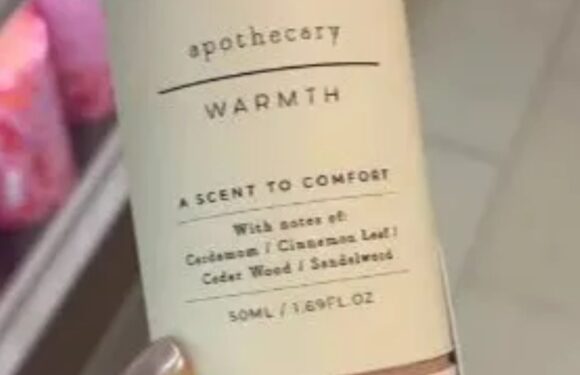 apothecary
WARMTH
A SCENT TO COMFORT
With notes of:
Cardamom / Cinnamon Leaf /
Cedar Wood / Sandalwood
50ML / 1.69FL.OZ